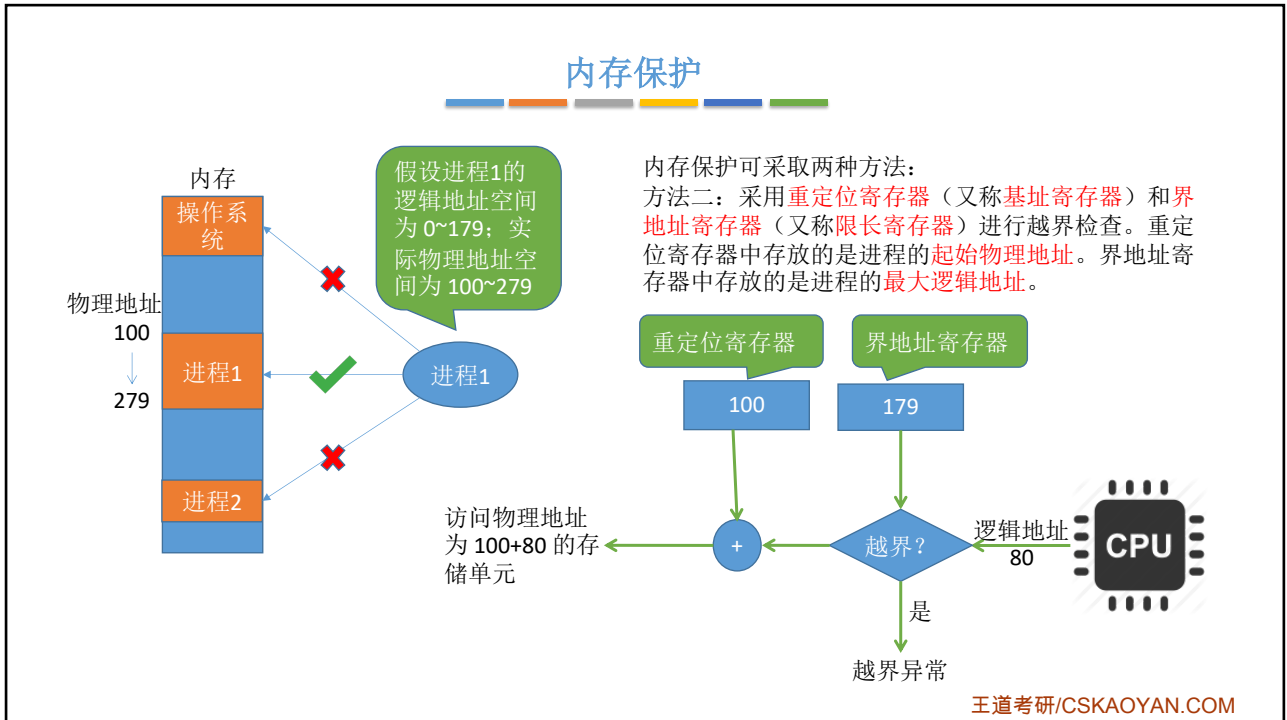 内存保护
内存
操作系
统
物理地址
100
279
进程1
进程2
假设进程1的
逻辑地址空间
为 0~179；实
际物理地址空
间为 100~279
进程1
内存保护可采取两种方法：
方法二：采用重定位寄存器（又称基址寄存器）和界
地址寄存器（又称限长寄存器）进行越界检查。重定
位寄存器中存放的是进程的起始物理地址。界地址寄
存器中存放的是进程的最大逻辑地址。
重定位寄存器
界地址寄存器
100
179
访问物理地址
为 100+80 的存
储单元
+
越界？
逻辑地址
80
CPU
是
越界异常
王道考研/CSKAOYAN.COM